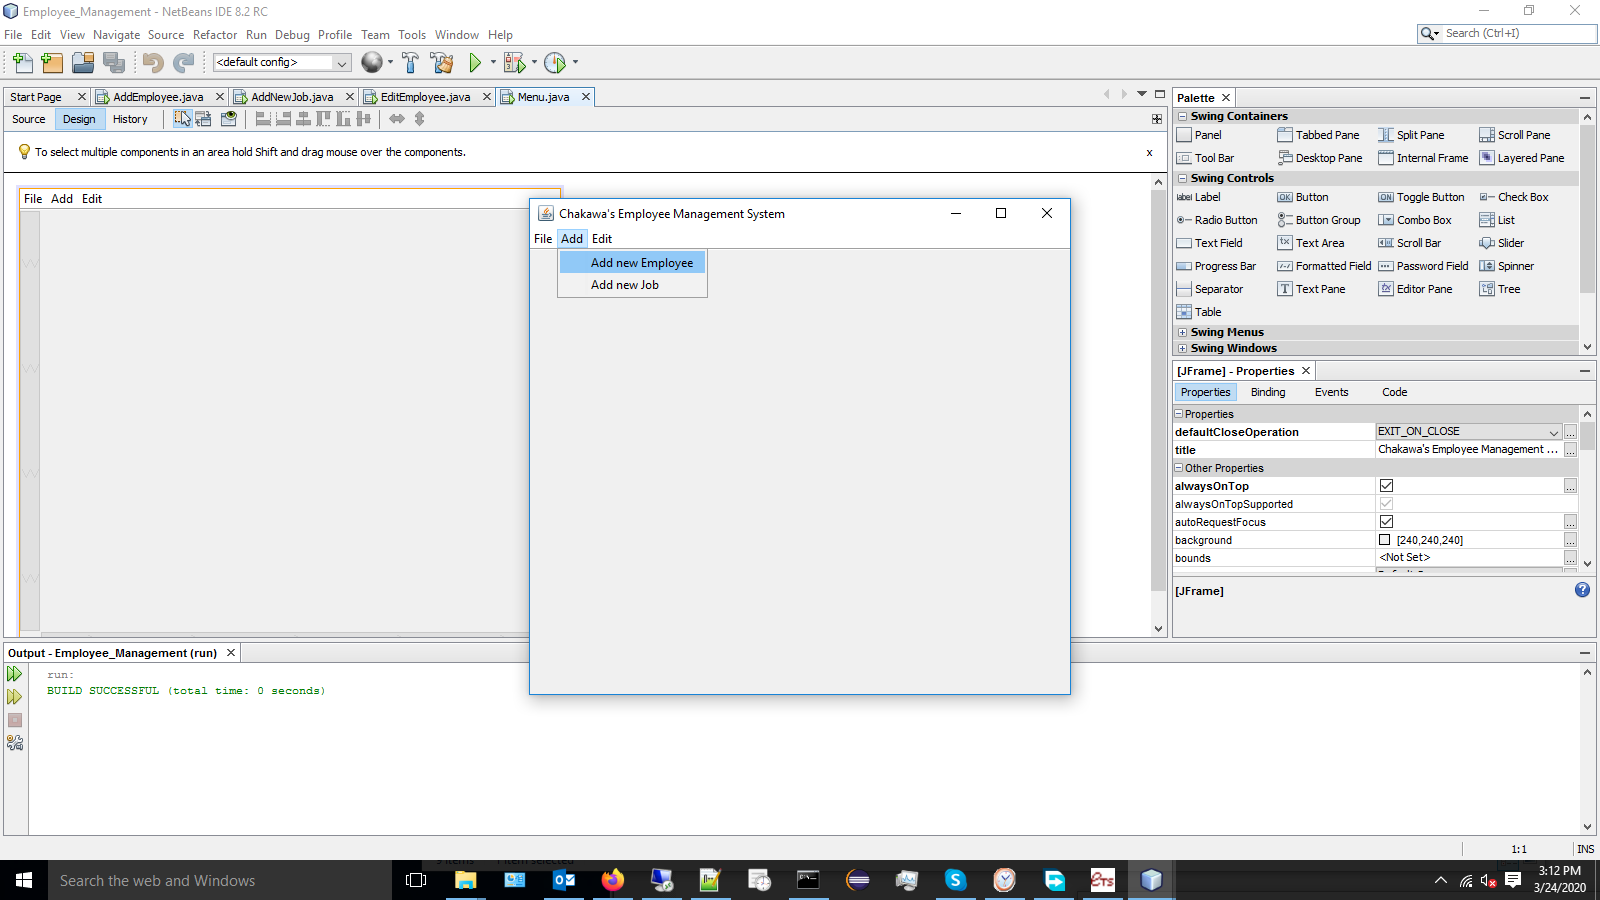 Employee_Management - NetBeans IDE 8.2 RC
File Edit View Navigate Source Refactor Run Debug Profile Team Tools Window Help
Search (Ctrl+I)
<default config>
Start Page AddEmployee.java AddNewJob.java EditEmployee.java Menu.java
Source Design History
To select multiple components in an area hold Shift and drag mouse over the components. x
File Add Edit
Chakawa's Employee Management System
File Add Edit
Add new Employee
Add new Job
Palette
Swing Containers
Panel Tabbed Pane Split Pane Scroll Pane
Tool Bar Desktop Pane Internal Frame Layered Pane
Swing Controls
label Label OK Button ON Toggle Button Check Box
Radio Button Button Group Combo Box List
Text Field Text Area Scroll Bar Slider
Progress Bar Formatted Field Password Field Spinner
Separator Text Pane Editor Pane Tree
Table
Swing Menus
Swing Windows
[JFrame] - Properties
Properties Binding Events Code
Properties
defaultCloseOperation EXIT_ON_CLOSE
title Chakawa's Employee Management ...
Other Properties
alwaysOnTop
alwaysOnTopSupported
autoRequestFocus
background [240,240,240]
bounds <Not Set>
[JFrame]
Output - Employee_Management (run)
run:
BUILD SUCCESSFUL (total time: 0 seconds)
1:1 INS
Search the web and Windows
ETS
3:12 PM
3/24/2020